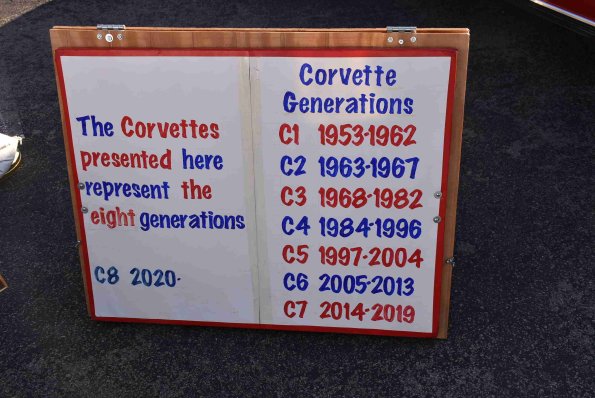 The Corvettes
presented here
represent the
eight generations
C8 2020-
Corvette
Generations
C1 1953-1962
C2 1963-1967
C3 1968-1982
C4 1984-1996
C5 1997-2004
C6 2005-2013
C7 2014-2019